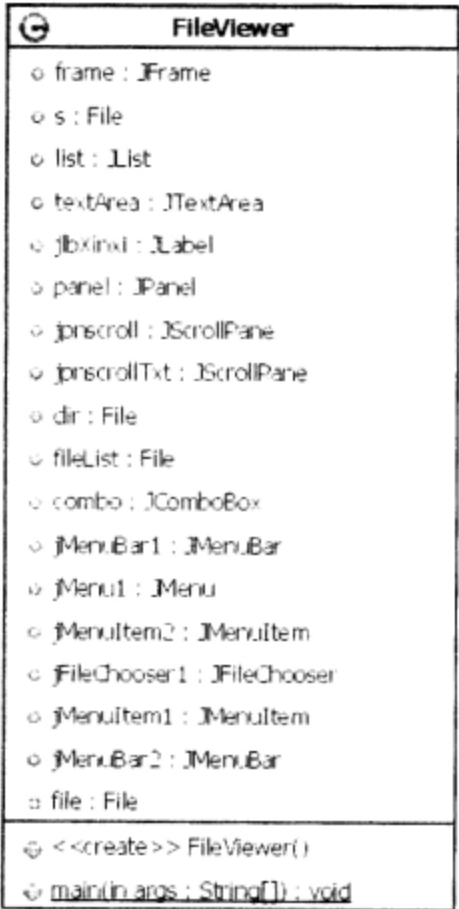 FileViewer
frame : JFrame
s : File
list : JList
textArea : JTextArea
jlbXinxi : JLabel
panel : JPanel
jpnscroll : JScrollPane
jpnscrollTxt : JScrollPane
dir : File
fileList : File
combo : JComboBox
jMenuBar1 : JMenuBar
jMenu1 : JMenu
jMenuItem2 : JMenuItem
jFileChooser1 : JFileChooser
jMenuItem1 : JMenuItem
jMenuBar2 : JMenuBar
file : File
<<create>> FileViewer()
main(in args : String[]) : void